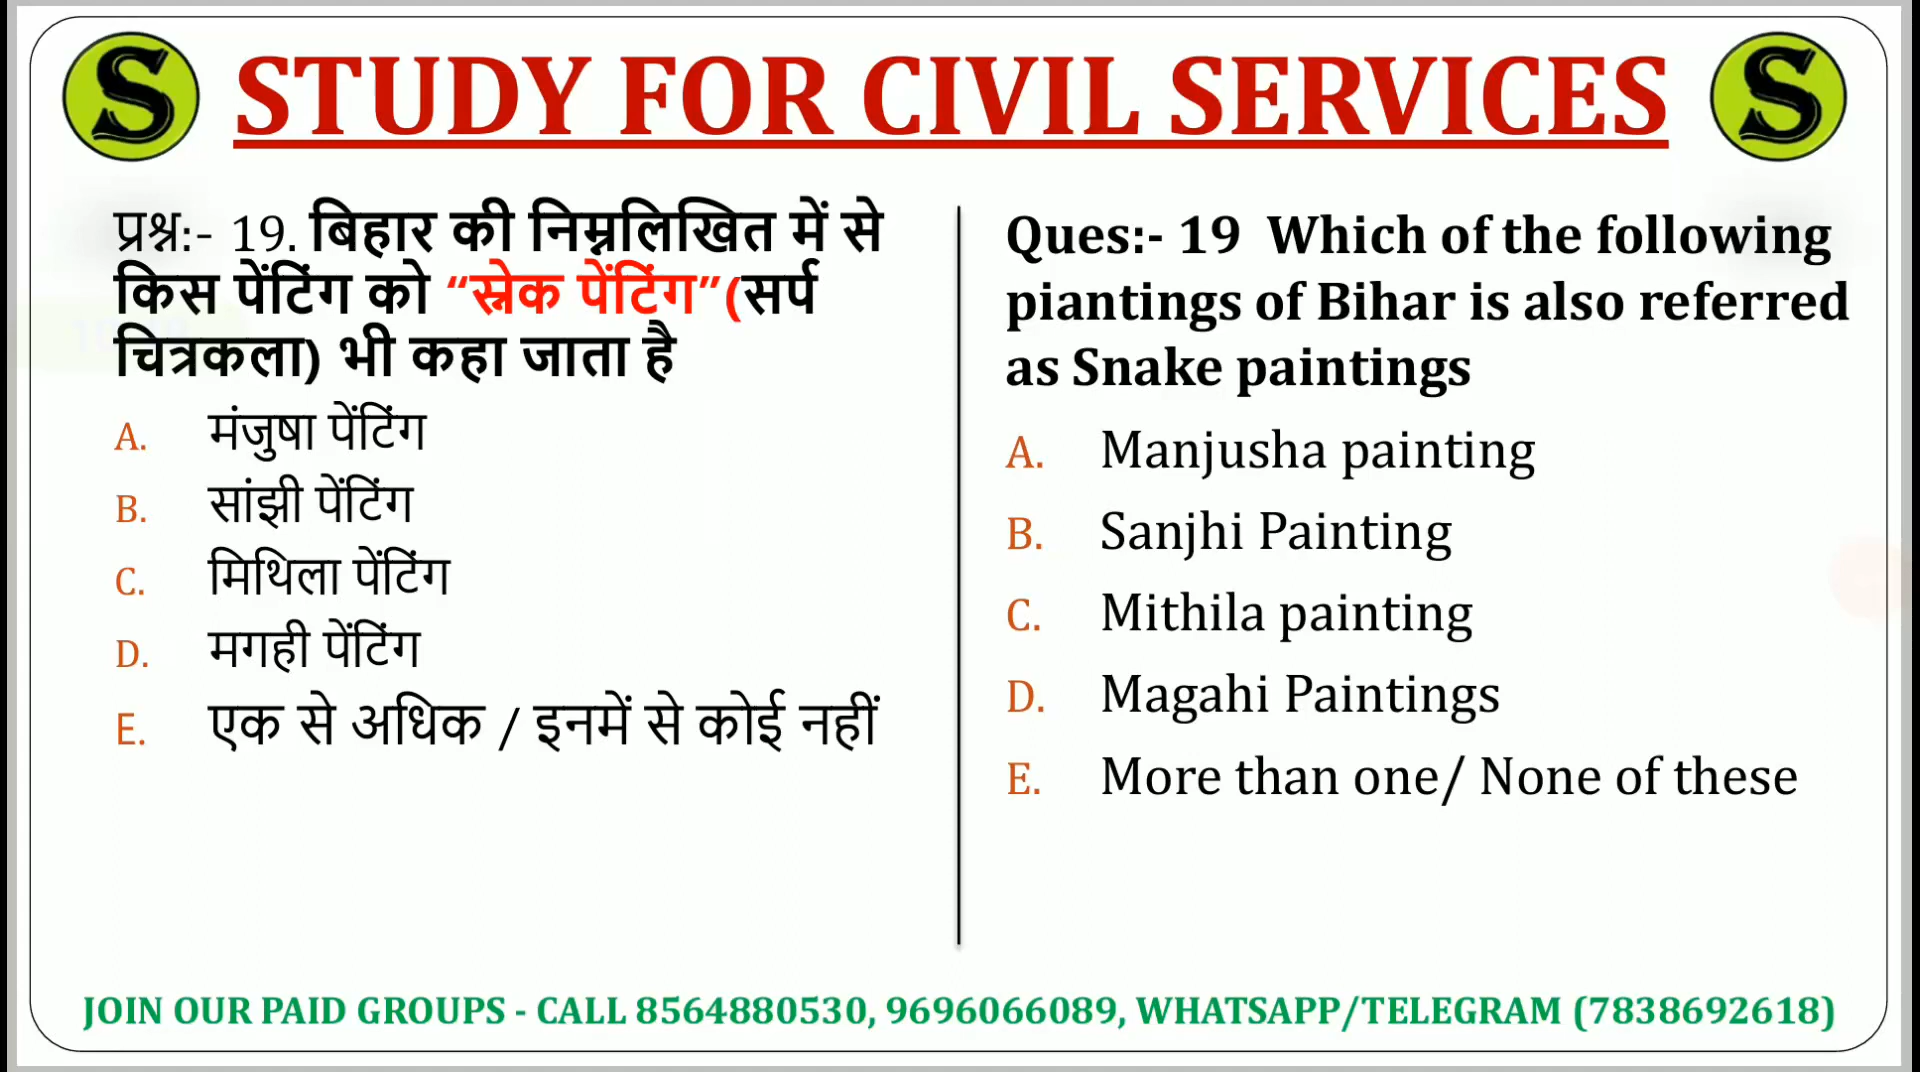 S STUDY FOR CIVIL SERVICES S
प्रश्न:- 19. बिहार की निम्नलिखित में से
किस पेंटिंग को “स्नेक पेंटिंग”(सर्प
चित्रकला) भी कहा जाता है
A. मंजुषा पेंटिंग
B. सांझी पेंटिंग
C. मिथिला पेंटिंग
D. मगही पेंटिंग
E. एक से अधिक / इनमें से कोई नहीं
Ques:- 19 Which of the following
piantings of Bihar is also referred
as Snake paintings
A. Manjusha painting
B. Sanjhi Painting
C. Mithila painting
D. Magahi Paintings
E. More than one/ None of these
JOIN OUR PAID GROUPS - CALL 8564880530, 9696066089, WHATSAPP/TELEGRAM (7838692618)